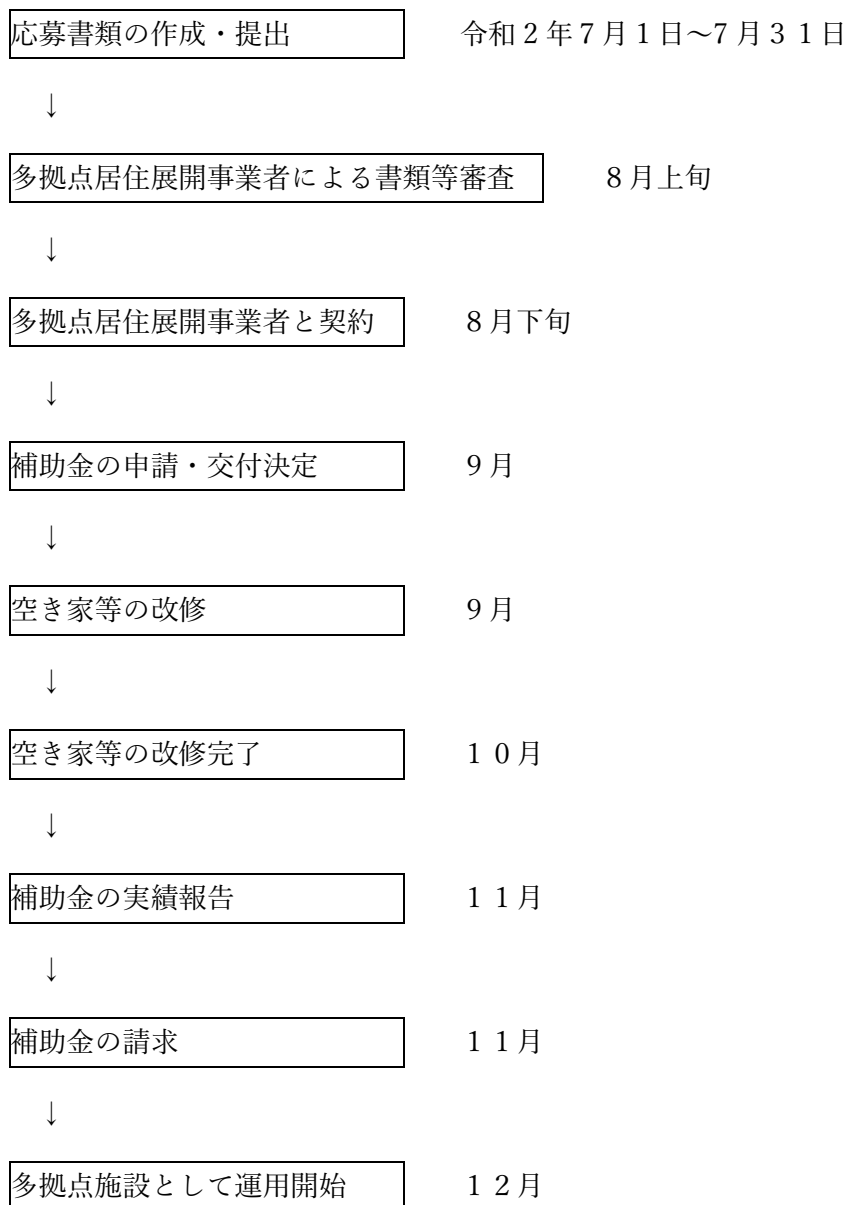 応募書類の作成・提出　令和２年７月１日～７月３１日
↓
多拠点居住展開事業者による書類等審査　８月上旬
↓
多拠点居住展開事業者と契約　８月下旬
↓
補助金の申請・交付決定　９月
↓
空き家等の改修　９月
↓
空き家等の改修完了　１０月
↓
補助金の実績報告　１１月
↓
補助金の請求　１１月
↓
多拠点施設として運用開始　１２月